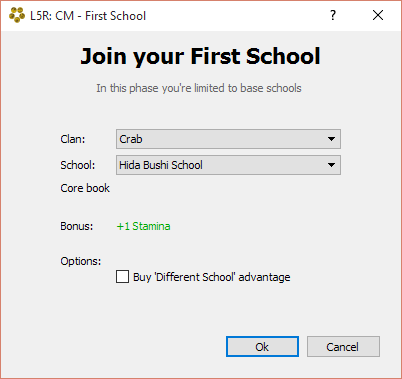 L5R: CM - First School
Join your First School
In this phase you're limited to base schools
Clan: Crab
School: Hida Bushi School
Core book
Bonus: +1 Stamina
Options:
Buy 'Different School' advantage
Ok Cancel